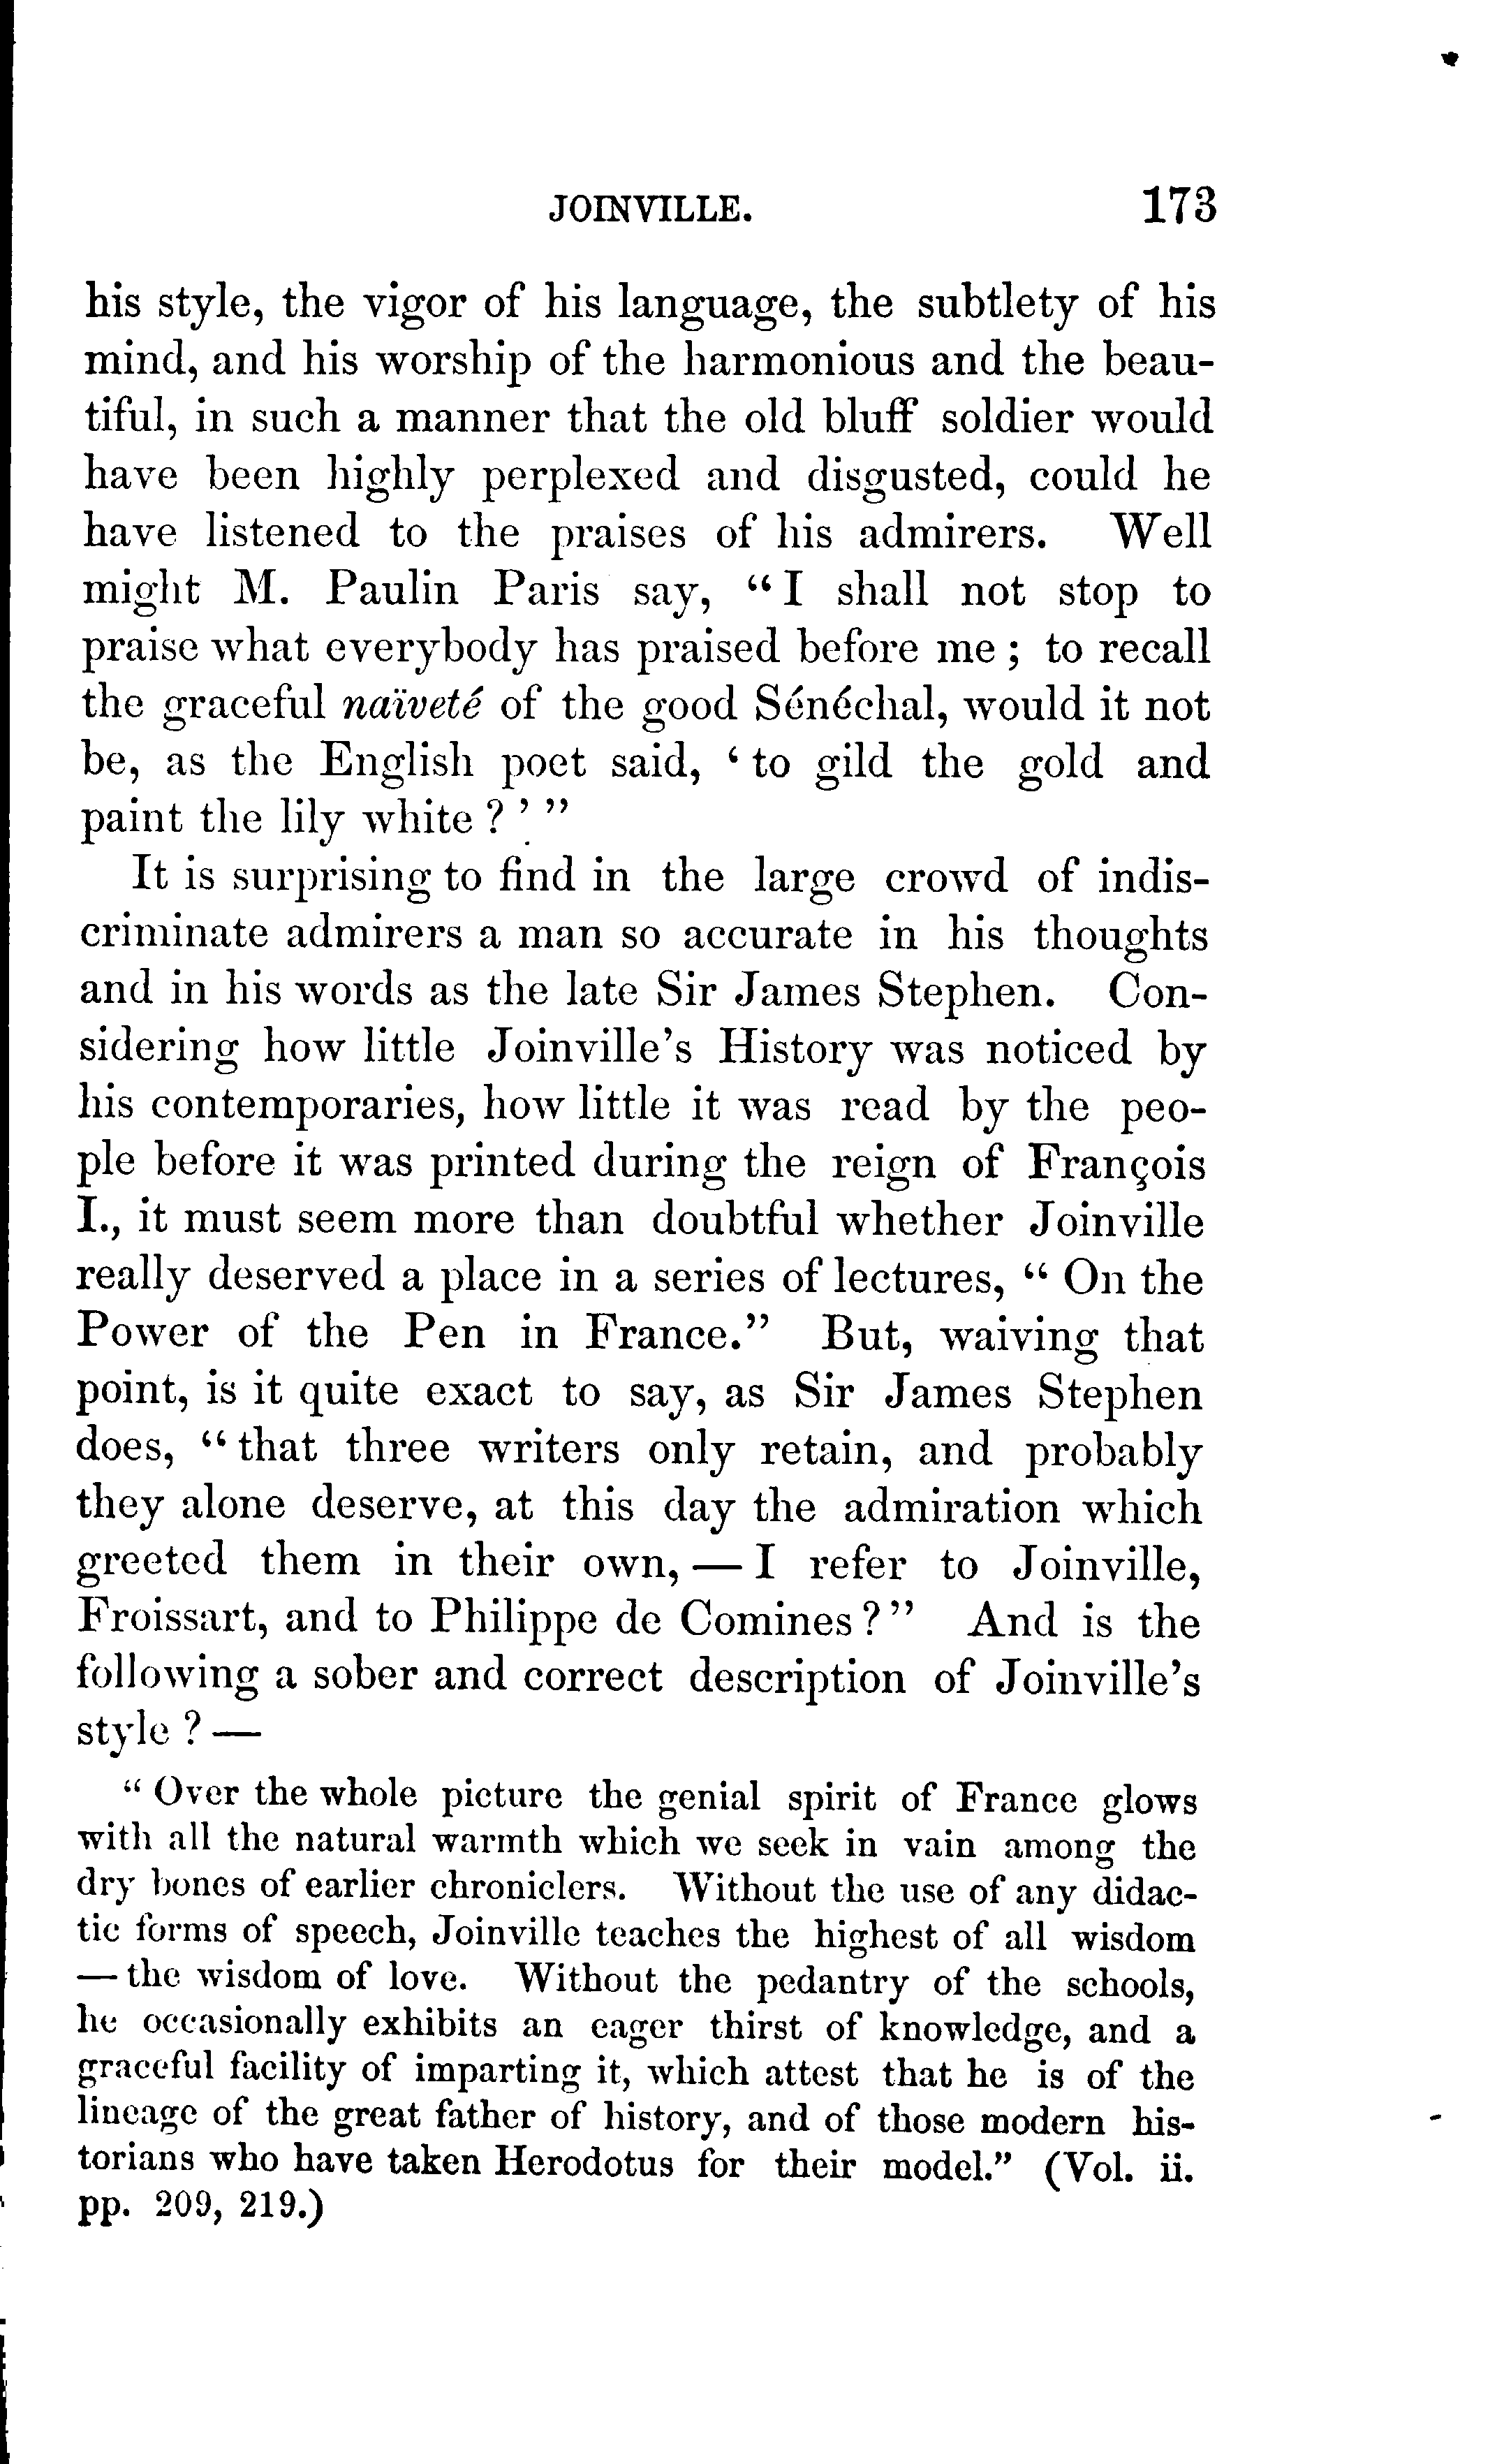 JOINVILLE. 173
his style, the vigor of his language, the subtlety of his
mind, and his worship of the harmonious and the beau-
tiful, in such a manner that the old bluff soldier would
have been highly perplexed and disgusted, could he
have listened to the praises of his admirers. Well
might M. Paulin Paris say, “I shall not stop to
praise what everybody has praised before me; to recall
the graceful naïveté of the good Sénéchal, would it not
be, as the English poet said, ‘to gild the gold and
paint the lily white?’”
It is surprising to find in the large crowd of indis-
criminate admirers a man so accurate in his thoughts
and in his words as the late Sir James Stephen. Con-
sidering how little Joinville’s History was noticed by
his contemporaries, how little it was read by the peo-
ple before it was printed during the reign of François
I., it must seem more than doubtful whether Joinville
really deserved a place in a series of lectures, “On the
Power of the Pen in France.” But, waiving that
point, is it quite exact to say, as Sir James Stephen
does, “that three writers only retain, and probably
they alone deserve, at this day the admiration which
greeted them in their own, — I refer to Joinville,
Froissart, and to Philippe de Comines?” And is the
following a sober and correct description of Joinville’s
style? —
“Over the whole picture the genial spirit of France glows
with all the natural warmth which we seek in vain among the
dry bones of earlier chroniclers. Without the use of any didac-
tic forms of speech, Joinville teaches the highest of all wisdom
— the wisdom of love. Without the pedantry of the schools,
he occasionally exhibits an eager thirst of knowledge, and a
graceful facility of imparting it, which attest that he is of the
lineage of the great father of history, and of those modern his-
torians who have taken Herodotus for their model.” (Vol. ii.
pp. 209, 219.)